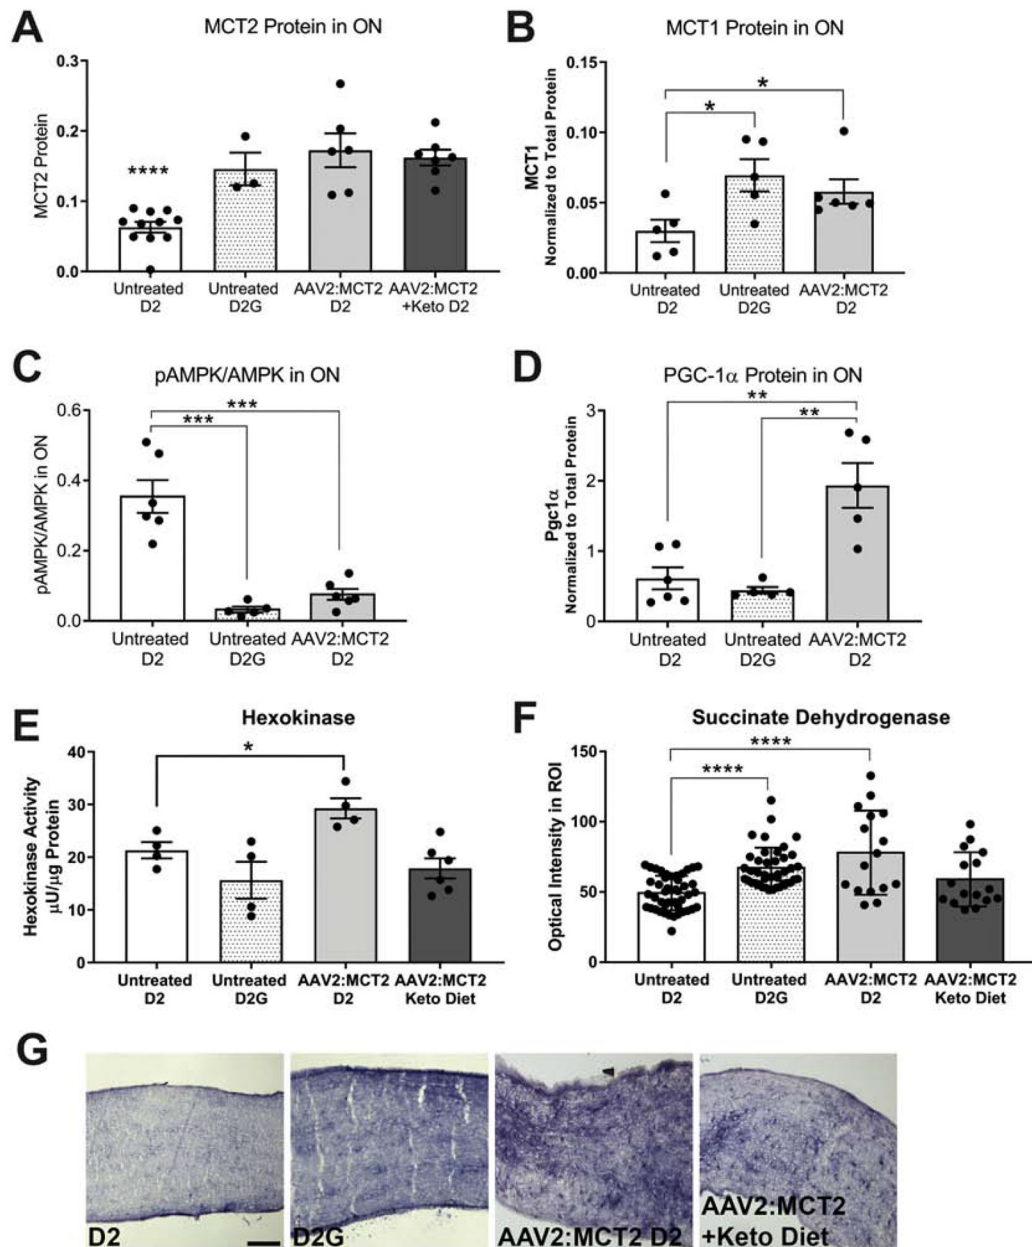 A
MCT2 Protein in ON
MCT2 Protein
0.3
0.2
0.1
0.0
****
Untreated
D2
Untreated
D2G
AAV2:MCT2
D2
AAV2:MCT2
+Keto D2
B
MCT1 Protein in ON
MCT1
Normalized to Total Protein
0.15
0.10
0.05
0.00
*
*
Untreated
D2
Untreated
D2G
AAV2:MCT2
D2
C
pAMPK/AMPK in ON
pAMPK/AMPK in ON
0.6
0.4
0.2
0.0
***
***
Untreated
D2
Untreated
D2G
AAV2:MCT2
D2
D
PGC-1α Protein in ON
Pgc1α
Normalized to Total Protein
3
2
1
0
**
**
Untreated
D2
Untreated
D2G
AAV2:MCT2
D2
E
Hexokinase
Hexokinase Activity
μU/μg Protein
40
30
20
10
0
*
Untreated
D2
Untreated
D2G
AAV2:MCT2
D2
AAV2:MCT2
Keto Diet
F
Succinate Dehydrogenase
Optical Intensity in ROI
150
100
50
0
****
****
Untreated
D2
Untreated
D2G
AAV2:MCT2
D2
AAV2:MCT2
Keto Diet
G
D2
D2G
AAV2:MCT2 D2
AAV2:MCT2
+Keto Diet